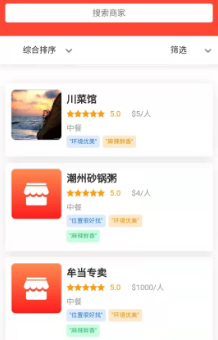 搜索商家
综合排序 筛选
川菜馆
5.0 $5/人
中餐
"环境优美" "麻辣鲜香"
潮州砂锅粥
5.0 $4/人
中餐
"位置很好找" "环境优美"
"麻辣鲜香"
牟当专卖
5.0 $1000/人
中餐
"位置很好找" "环境优美"
"麻辣鲜香"